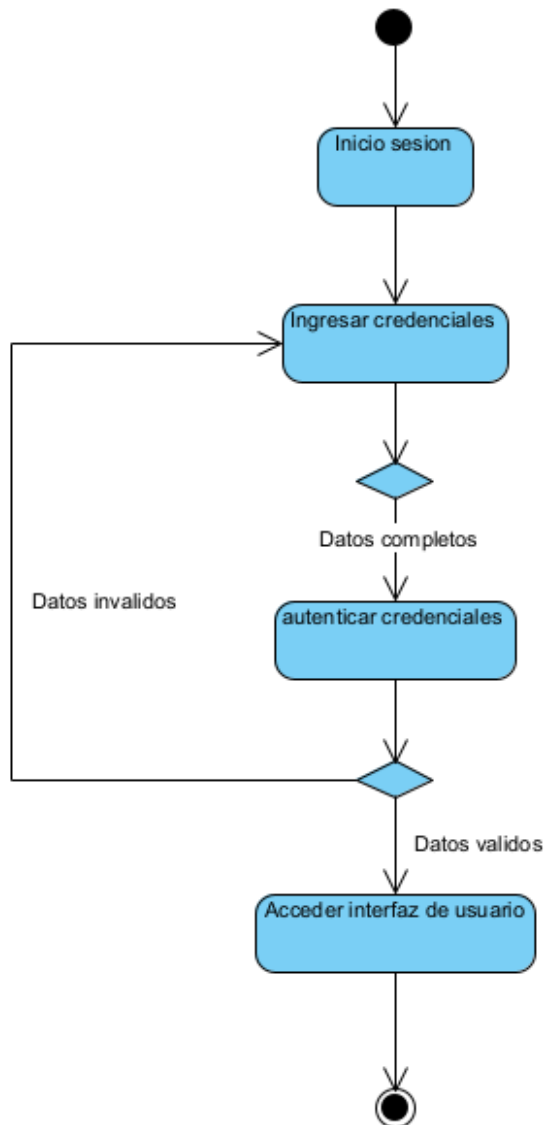 Inicio sesion
Ingresar credenciales
Datos completos
Datos invalidos
autenticar credenciales
Datos validos
Acceder interfaz de usuario